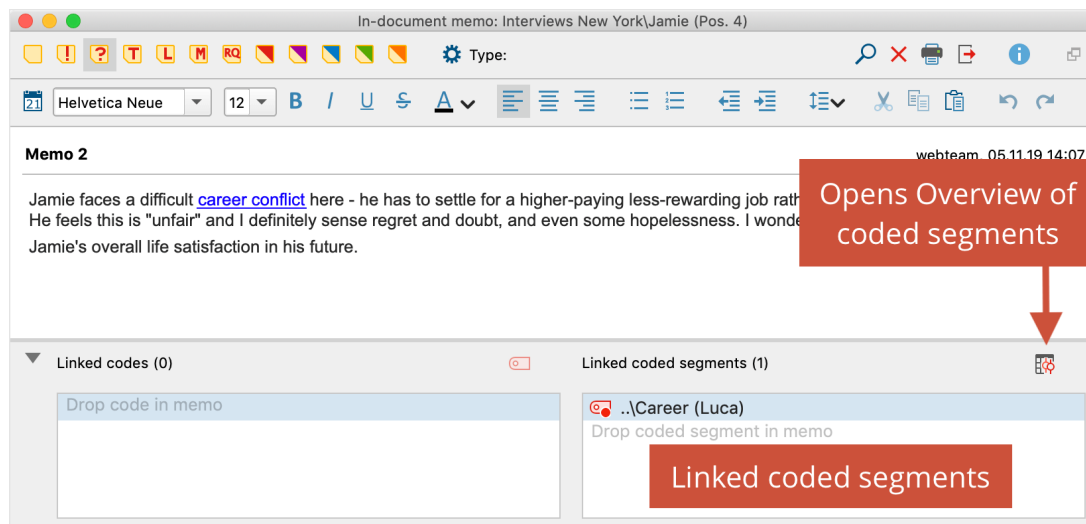 In-document memo: Interviews New York\Jamie (Pos. 4)
! ? T L M RQ Type: i
21 Helvetica Neue 12 B I U S A
Memo 2 webteam, 05.11.19 14:07
Jamie faces a difficult career conflict here - he has to settle for a higher-paying less-rewarding job
He feels this is "unfair" and I definitely sense regret and doubt, and even some hopelessness. I
Jamie's overall life satisfaction in his future.
Opens Overview of
coded segments
Linked codes (0) Linked coded segments (1)
Drop code in memo ..\Career (Luca)
Drop coded segment in memo
Linked coded segments